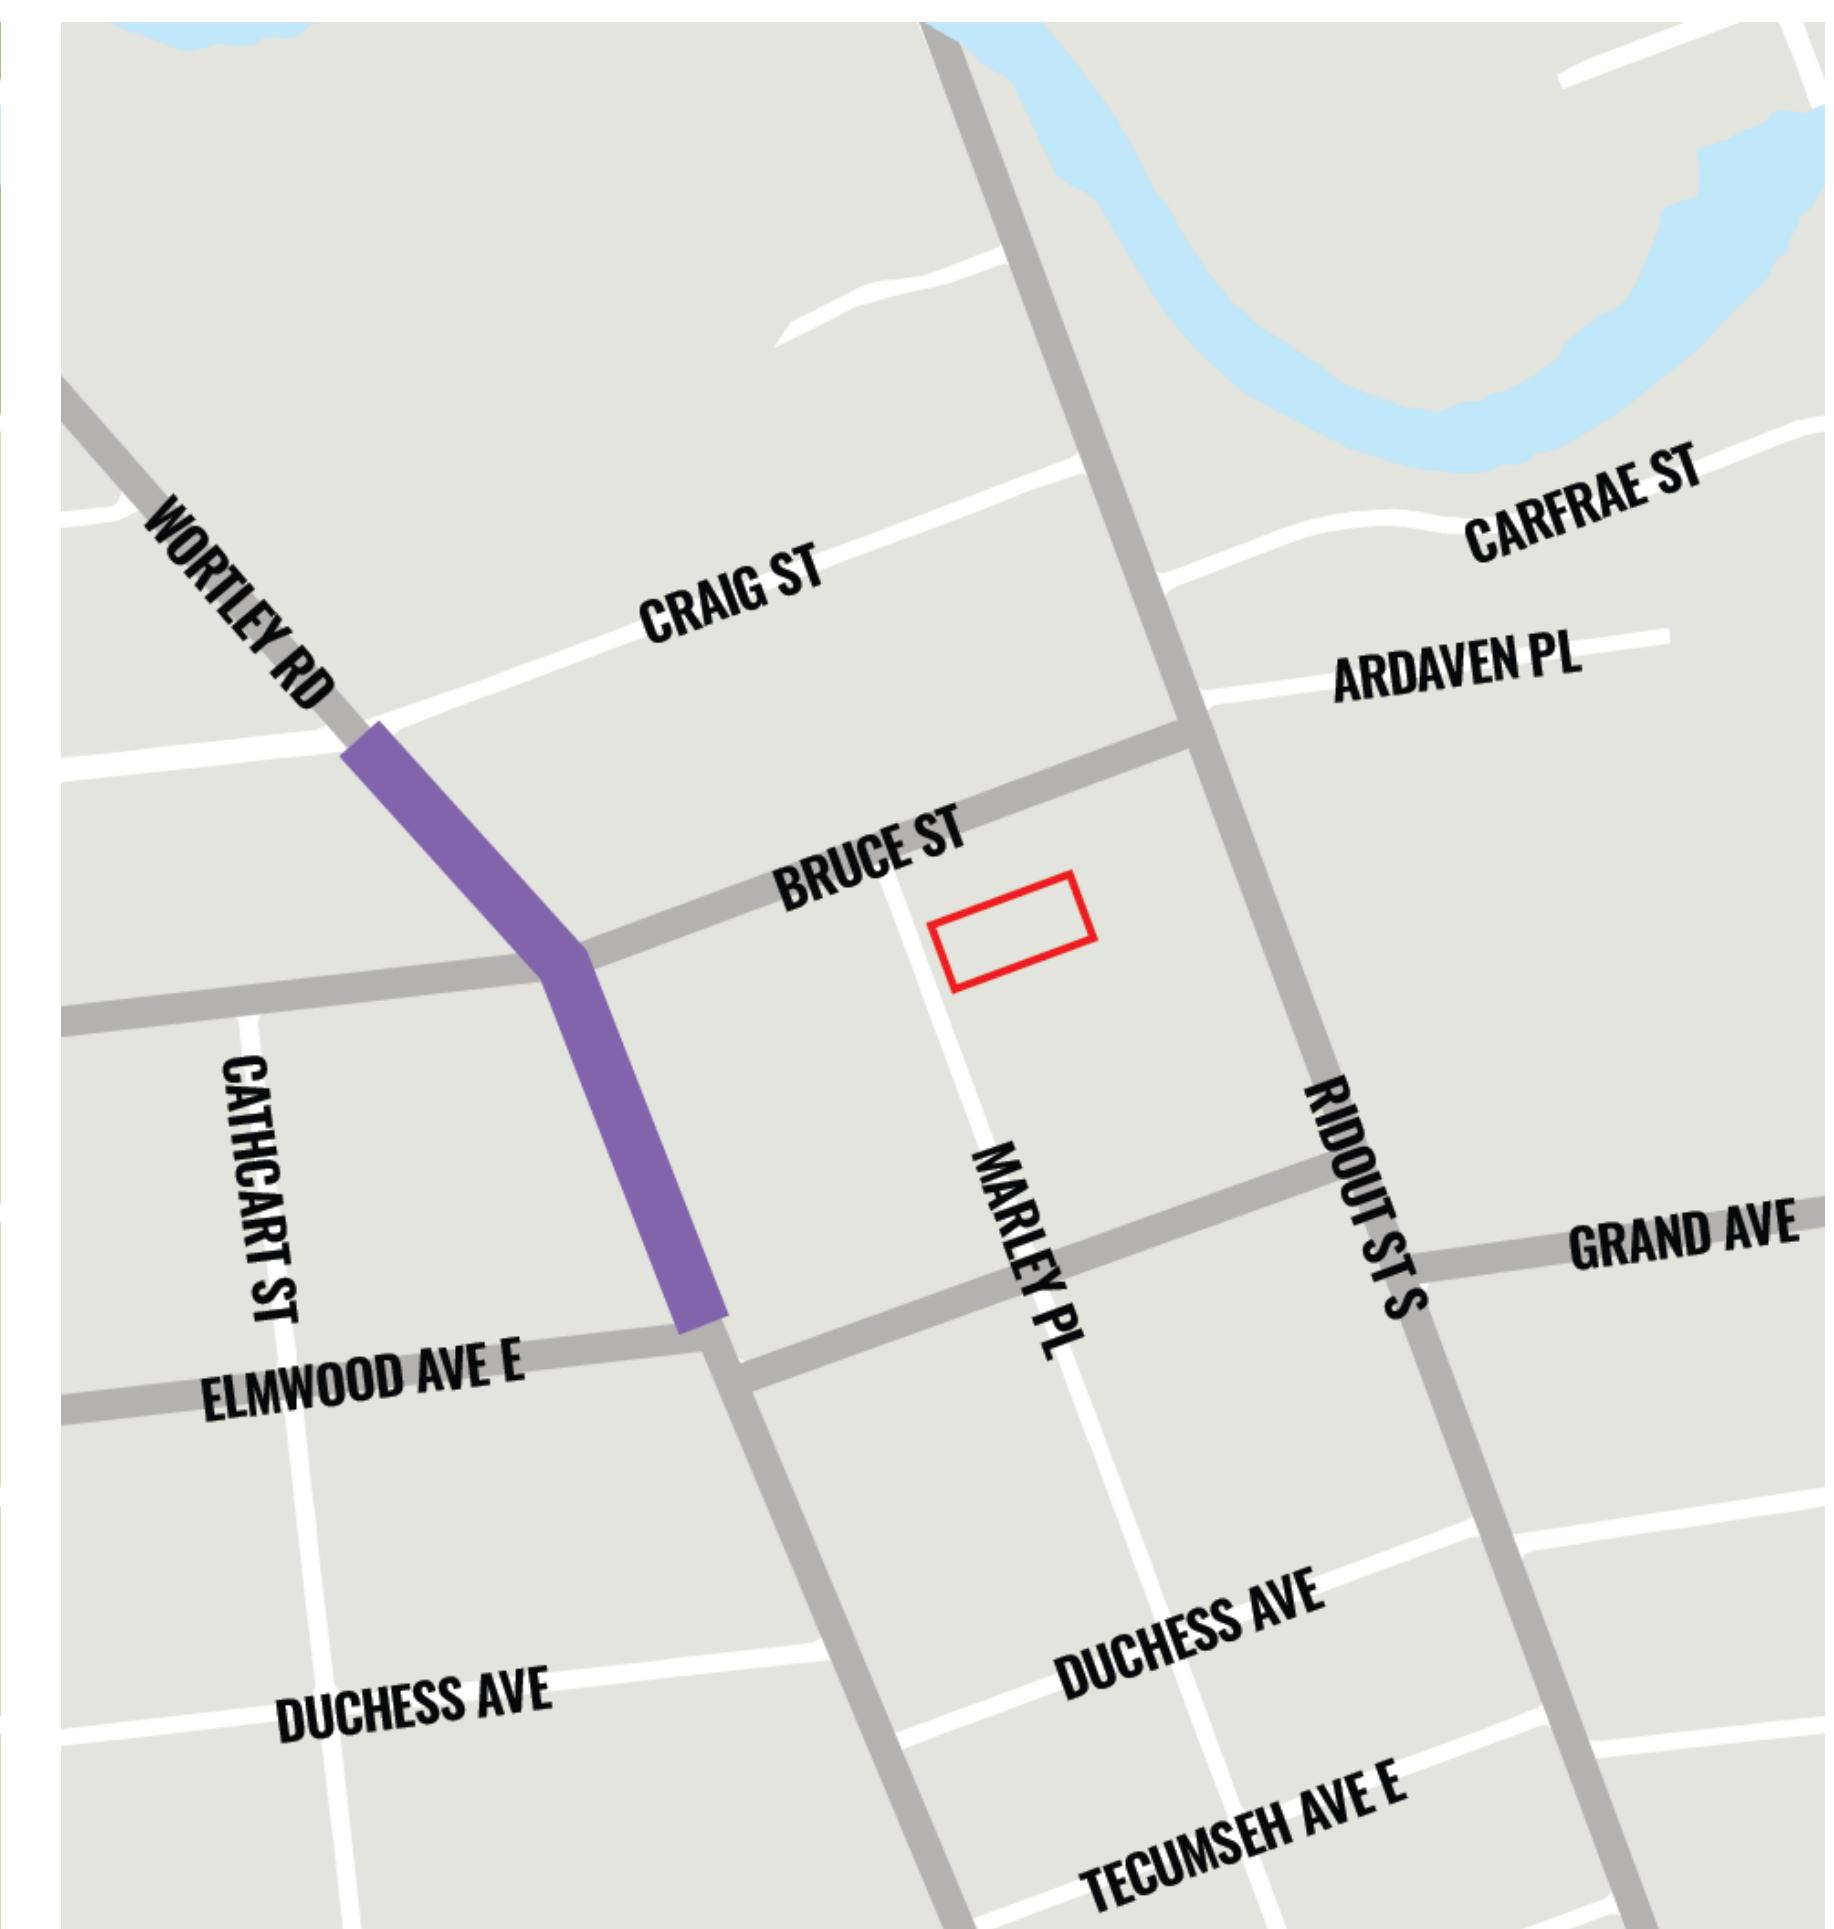 WORTLEY RD
CRAIG ST
CARFRAE ST
ARDAVEN PL
BRUCE ST
CATHCART ST
MARLEY PL
RIDOUT ST S
GRAND AVE
ELMWOOD AVE E
DUCHESS AVE
DUCHESS AVE
TECUMSEH AVE E